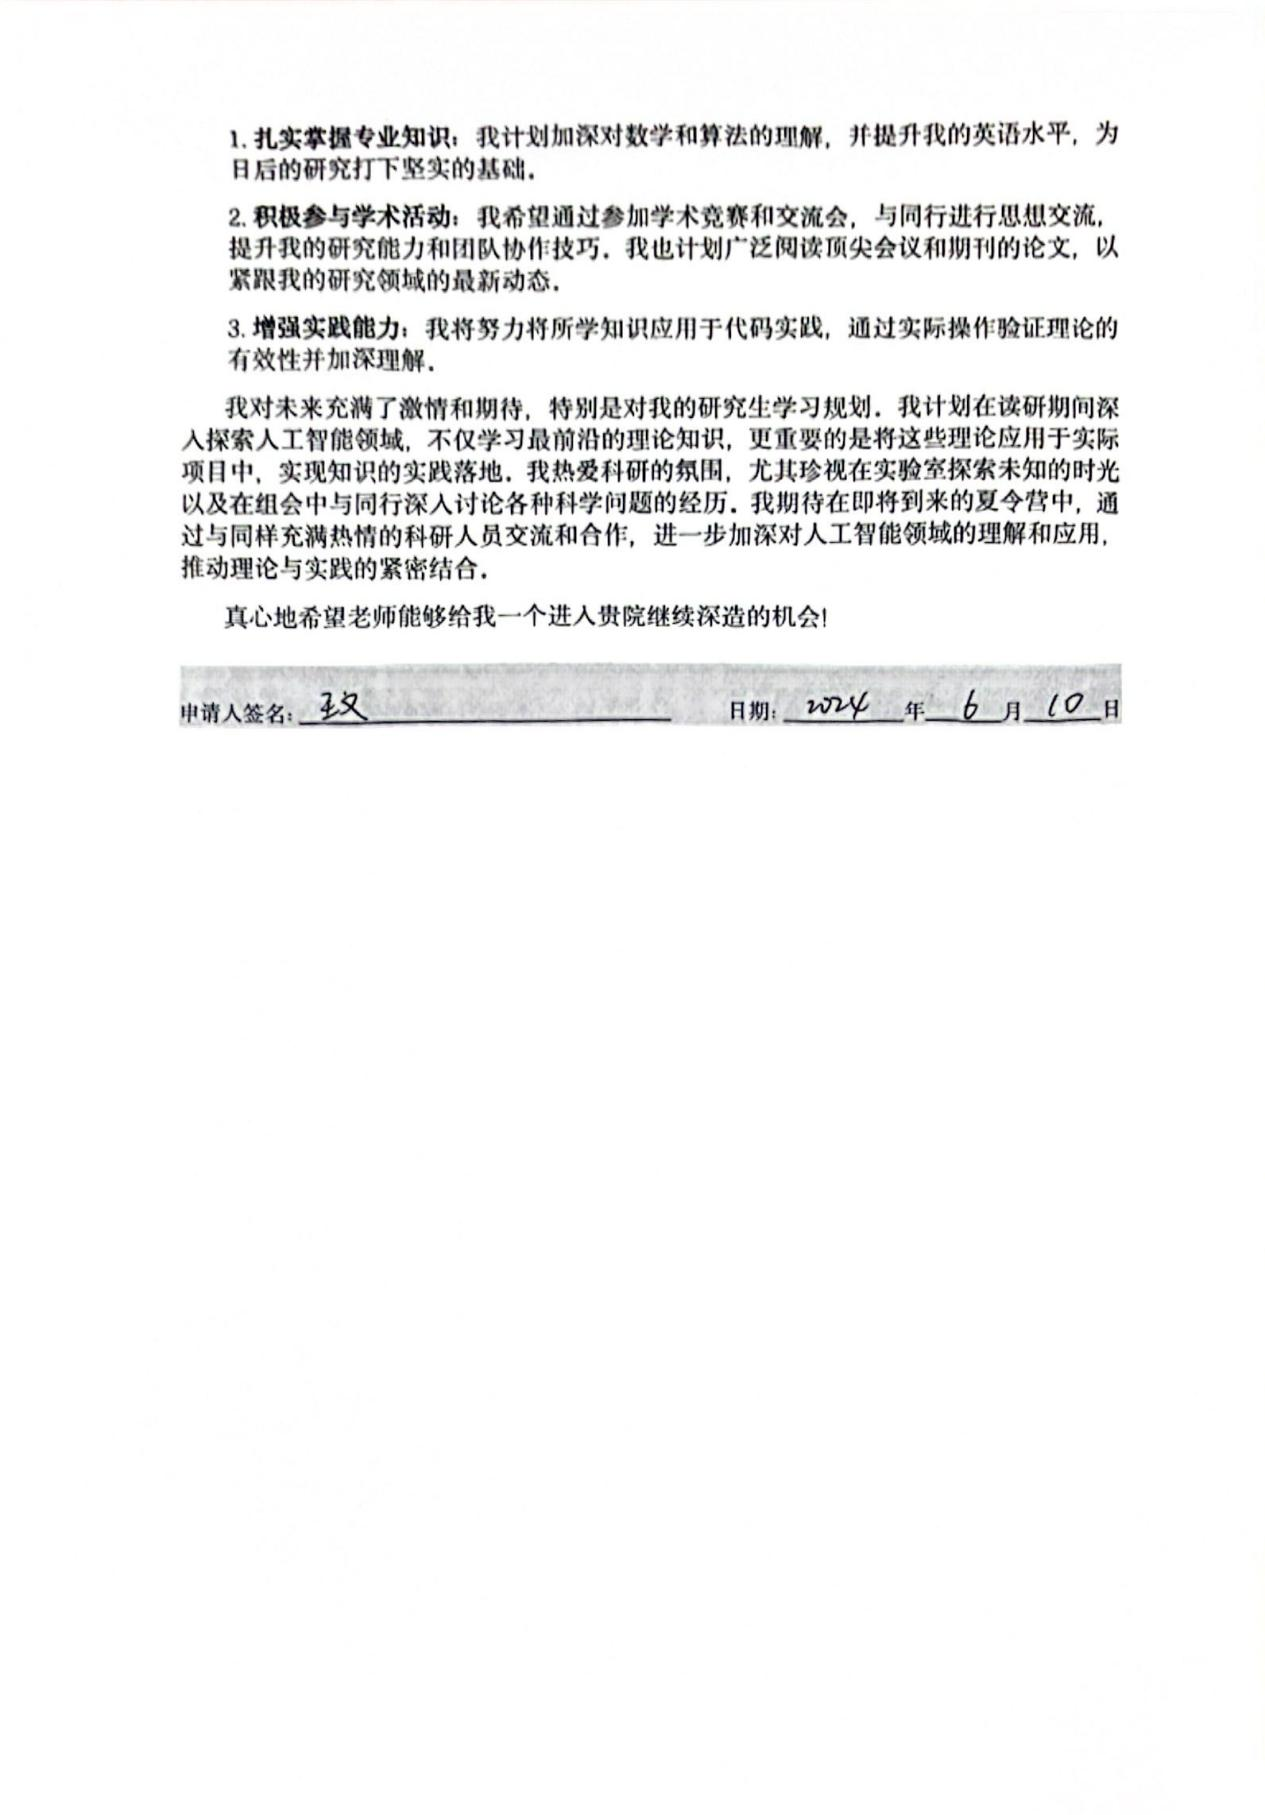 1. 扎实掌握专业知识：我计划加深对数学和算法的理解，并提升我的英语水平，为
日后的研究打下坚实的基础．
2. 积极参与学术活动：我希望通过参加学术竞赛和交流会，与同行进行思想交流，
提升我的研究能力和团队协作技巧．我也计划广泛阅读顶尖会议和期刊的论文，以
紧跟我的研究领域的最新动态．
3. 增强实践能力：我将努力将所学知识应用于代码实践，通过实际操作验证理论的
有效性并加深理解．
我对未来充满了激情和期待，特别是对我的研究生学习规划．我计划在读研期间深
入探索人工智能领域，不仅学习最前沿的理论知识，更重要的是将这些理论应用于实际
项目中，实现知识的实践落地．我热爱科研的氛围，尤其珍视在实验室探索未知的时光
以及在组会中与同行深入讨论各种科学问题的经历．我期待在即将到来的夏令营中，通
过与同样充满热情的科研人员交流和合作，进一步加深对人工智能领域的理解和应用，
推动理论与实践的紧密结合．
真心地希望老师能够给我一个进入贵院继续深造的机会！
申请人签名： 日期：2024年6月10日